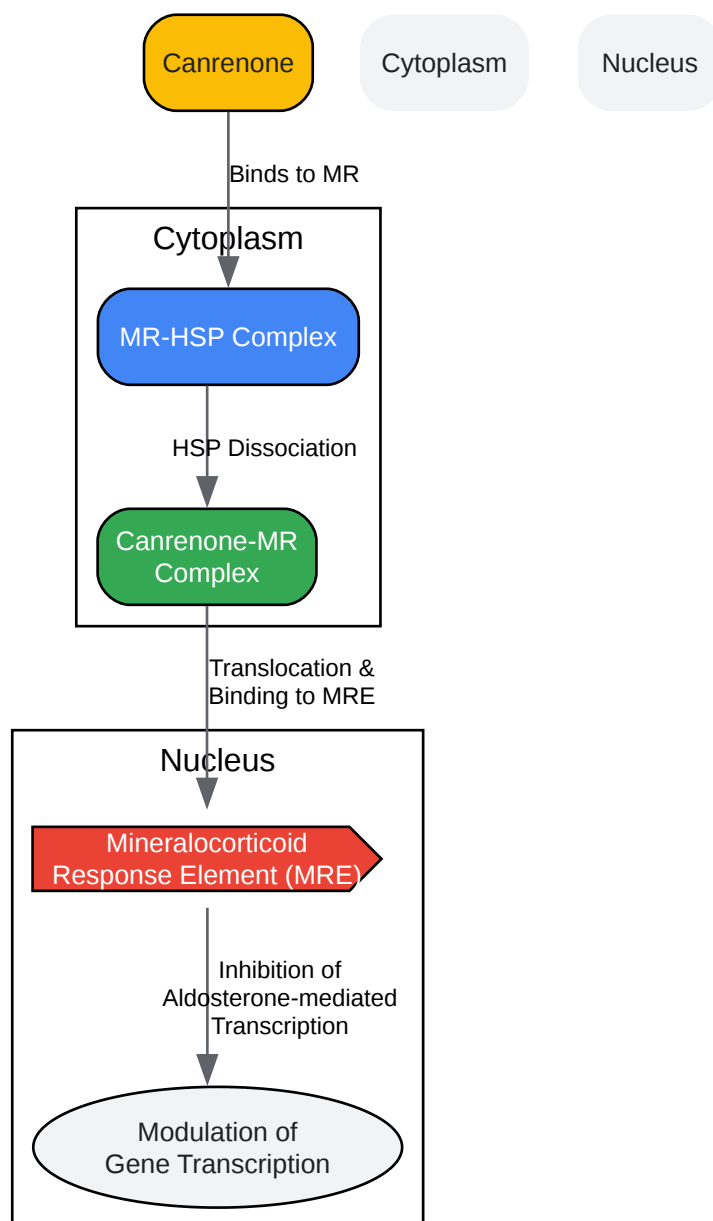 Canrenone
Cytoplasm
Nucleus
Binds to MR
Cytoplasm
MR-HSP Complex
HSP Dissociation
Canrenone-MR
Complex
Translocation &
Binding to MRE
Nucleus
Mineralocorticoid
Response Element (MRE)
Inhibition of
Aldosterone-mediated
Transcription
Modulation of
Gene Transcription